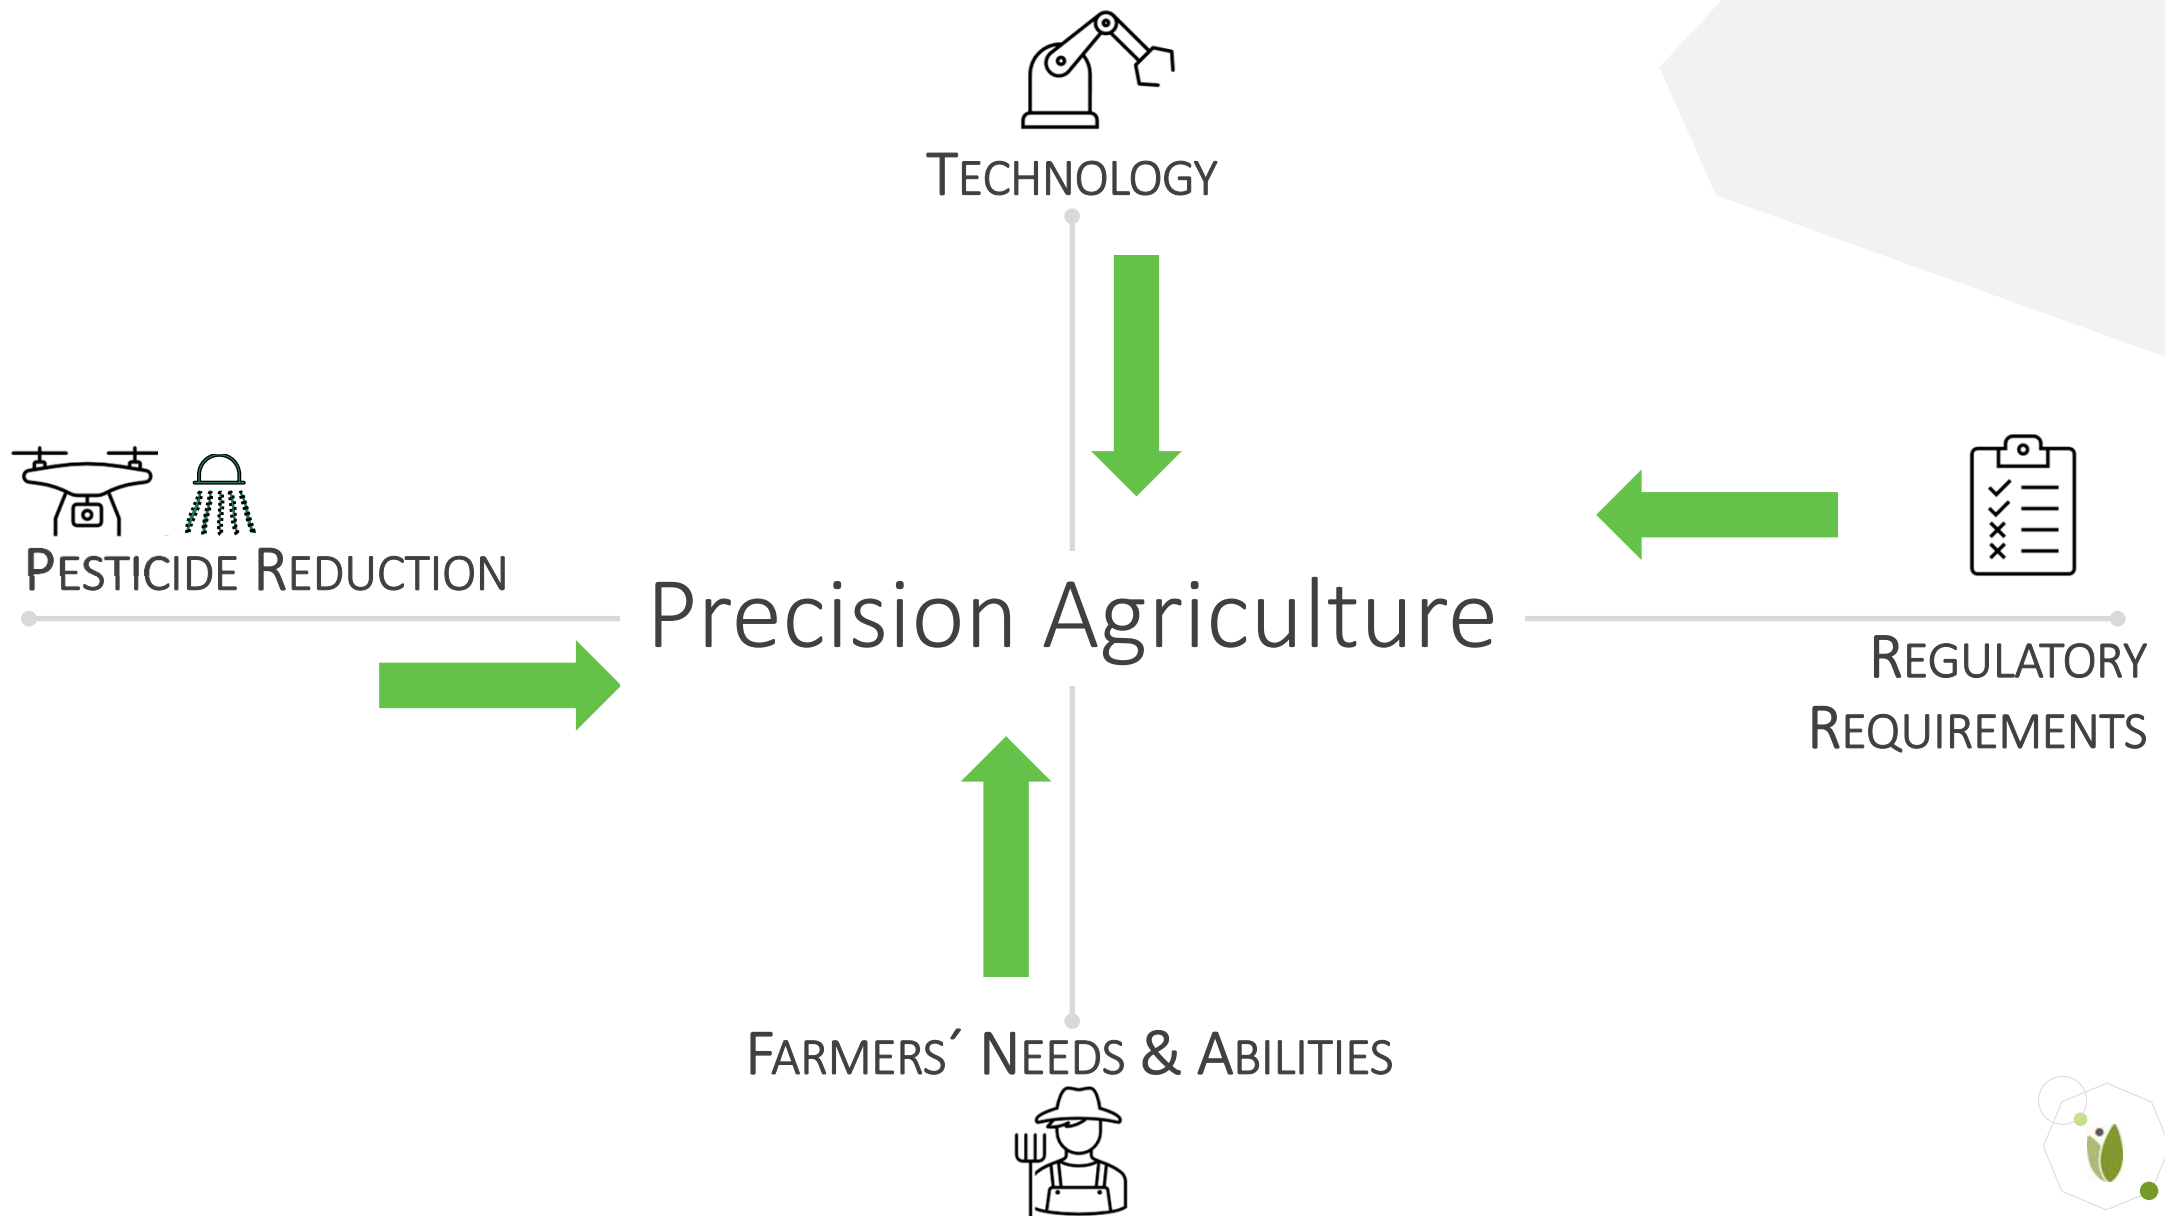 Technology
Pesticide Reduction
Precision Agriculture
Regulatory
Requirements
Farmers´ Needs & Abilities